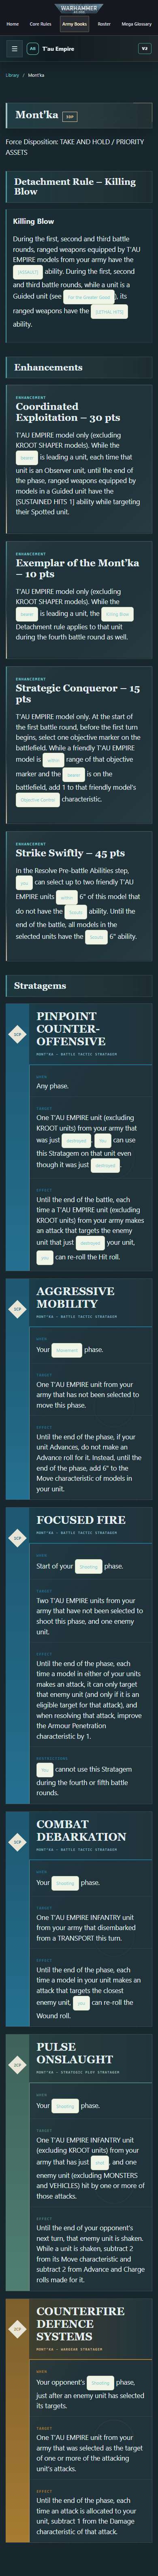 WARHAMMER
Home
Core Rules
Army Books
Roster
Mega Glossary
T'au Empire
Library / Mont'ka
Mont'ka
Force Disposition: TAKE AND HOLD / PRIORITY
ASSETS
Detachment Rule – Killing
Blow
Killing Blow
During the first, second and third battle
rounds, ranged weapons equipped by T'AU
EMPIRE models from your army have the
[ASSAULT] ability. During the first, second
and third battle rounds, while a unit is a
Guided unit (see For the Greater Good), its
ranged weapons have the [LETHAL HITS]
ability.
Enhancements
ENHANCEMENT
Coordinated
Exploitation – 30 pts
T'AU EMPIRE model only (excluding
KROOT SHAPER models). While the
bearer is leading a unit, each time that
unit is an Observer unit, until the end of
the phase, ranged weapons equipped by
models in a Guided unit have the
[SUSTAINED HITS 1] ability while targeting
their Spotted unit.
ENHANCEMENT
Exemplar of the Mont'ka
– 10 pts
T'AU EMPIRE model only (excluding
KROOT SHAPER models). While the
bearer is leading a unit, the Killing Blow
Detachment rule applies to that unit
during the fourth battle round as well.
ENHANCEMENT
Strategic Conqueror – 15
pts
T'AU EMPIRE model only. At the start of
the first battle round, before the first turn
begins, select one objective marker on the
battlefield. While a friendly T'AU EMPIRE
model is within range of that objective
marker and the bearer is on the
battlefield, add 1 to that friendly model's
Objective Control characteristic.
ENHANCEMENT
Strike Swiftly – 45 pts
In the Resolve Pre-battle Abilities step,
you can select up to two friendly T'AU
EMPIRE units within 6" of this model that
do not have the Scouts ability. Until the
end of the battle, all models in the
selected units have the Scouts 6" ability.
Stratagems
PINPOINT
COUNTER-
OFFENSIVE
MONT'KA – BATTLE TACTIC STRATAGEM
WHEN
Any phase.
TARGET
One T'AU EMPIRE unit (excluding
KROOT units) from your army that
was just destroyed. You can use
this Stratagem on that unit even
though it was just destroyed.
EFFECT
Until the end of the battle, each
time a T'AU EMPIRE unit (excluding
KROOT units) from your army makes
an attack that targets the enemy
unit that just destroyed your unit,
you can re-roll the Hit roll.
AGGRESSIVE
MOBILITY
MONT'KA – BATTLE TACTIC STRATAGEM
WHEN
Your Movement phase.
TARGET
One T'AU EMPIRE unit from your
army that has not been selected to
move this phase.
EFFECT
Until the end of the phase, if your
unit Advances, do not make an
Advance roll for it. Instead, until the
end of the phase, add 6" to the
Move characteristic of models in
your unit.
FOCUSED FIRE
MONT'KA – BATTLE TACTIC STRATAGEM
WHEN
Start of your Shooting phase.
TARGET
Two T'AU EMPIRE units from your
army that have not been selected to
shoot this phase, and one enemy
unit.
EFFECT
Until the end of the phase, each
time a model in either of your units
makes an attack, it can only target
that enemy unit (and only if it is an
eligible target for that attack), and
when resolving that attack, improve
the Armour Penetration
characteristic by 1.
RESTRICTIONS
You cannot use this Stratagem
during the fourth or fifth battle
rounds.
COMBAT
DEBARKATION
MONT'KA – BATTLE TACTIC STRATAGEM
WHEN
Your Shooting phase.
TARGET
One T'AU EMPIRE INFANTRY unit
from your army that disembarked
from a TRANSPORT this turn.
EFFECT
Until the end of the phase, each
time a model in your unit makes an
attack that targets the closest
enemy unit, you can re-roll the
Wound roll.
PULSE
ONSLAUGHT
MONT'KA – STRATEGIC PLOY STRATAGEM
WHEN
Your Shooting phase.
TARGET
One T'AU EMPIRE INFANTRY unit
(excluding KROOT units) from your
army that has just shot, and one
enemy unit (excluding MONSTERS
and VEHICLES) hit by one or more of
those attacks.
EFFECT
Until the end of your opponent's
next turn, that enemy unit is shaken.
While a unit is shaken, subtract 2
from its Move characteristic and
subtract 2 from Advance and Charge
rolls made for it.
COUNTERFIRE
DEFENCE
SYSTEMS
MONT'KA – WARGEAR STRATAGEM
WHEN
Your opponent's Shooting phase,
just after an enemy unit has selected
its targets.
TARGET
One T'AU EMPIRE unit from your
army that was selected as the target
of one or more of the attacking
unit's attacks.
EFFECT
Until the end of the phase, each
time an attack is allocated to your
unit, subtract 1 from the Damage
characteristic of that attack.